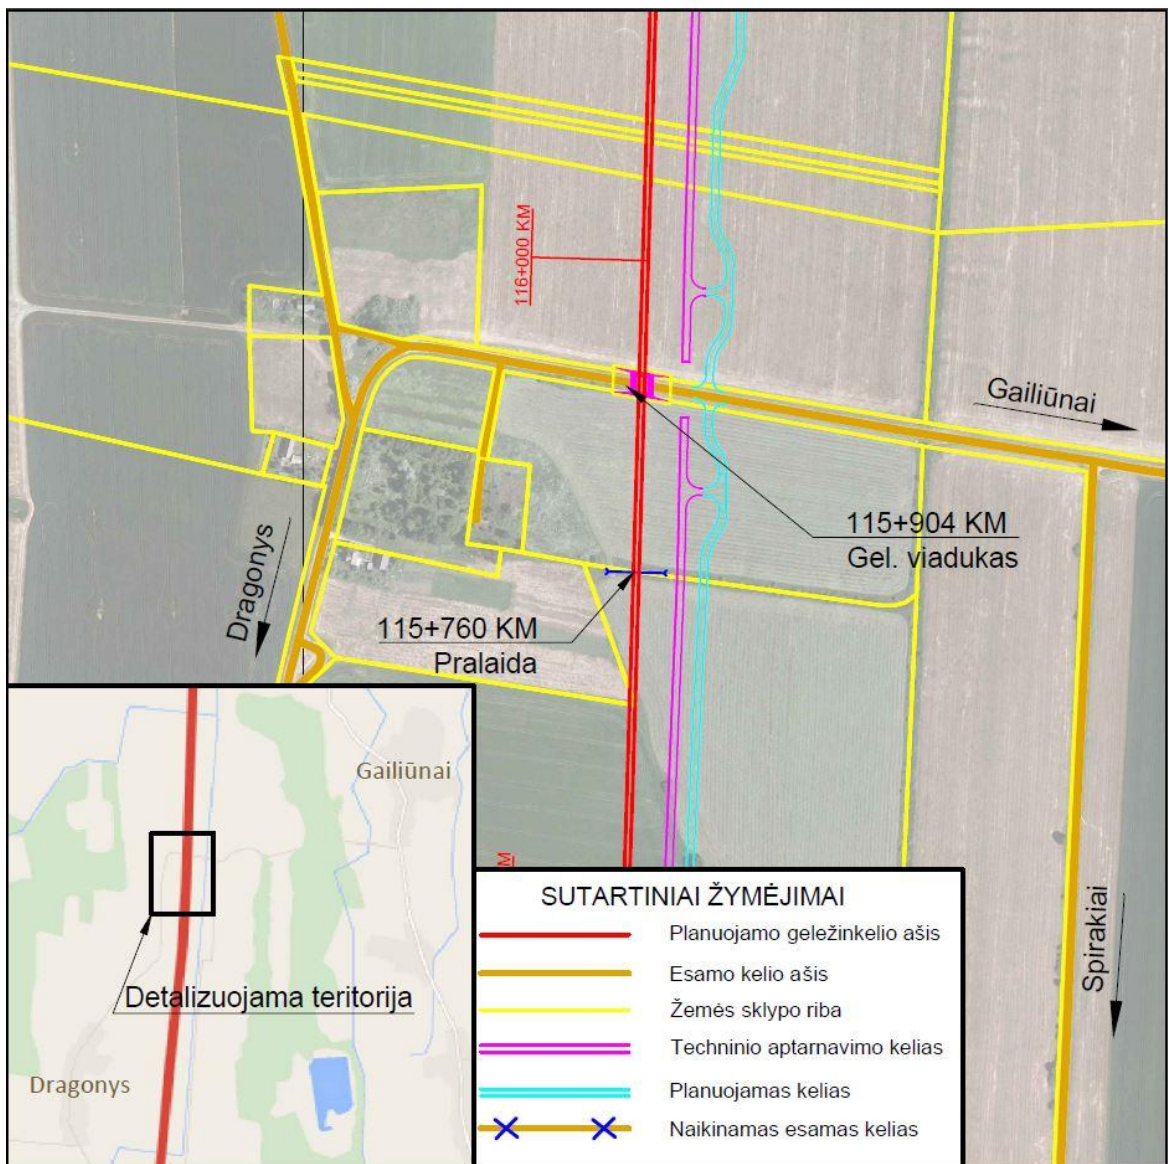 116+000 KM
Gailiūnai
115+904 KM
Gel. viadukas
Dragonys
115+760 KM
Pralaida
Gailiūnai
Detalizuojama teritorija
Dragonys
Spirakiai
SUTARTINIAI ŽYMĖJIMAI
Planuojamo geležinkelio ašis
Esamo kelio ašis
Žemės sklypo riba
Techninio aptarnavimo kelias
Planuojamas kelias
Naikinamas esamas kelias